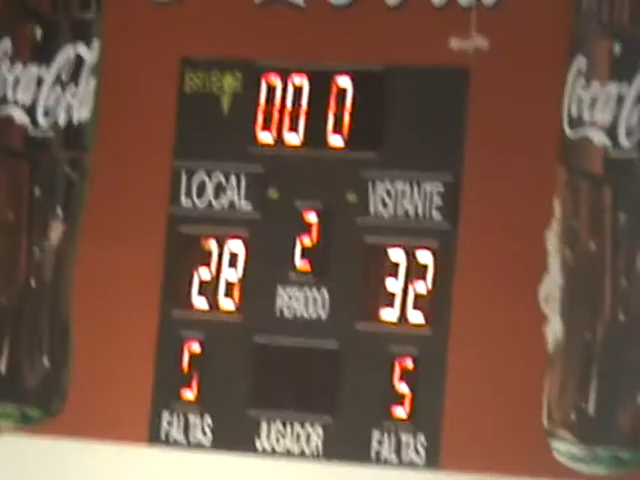 00 0
LOCAL VISITANTE
2
28 PERIODO 32
5 5
FALTAS JUGADOR FALTAS
Coca-Cola
Coca-Cola